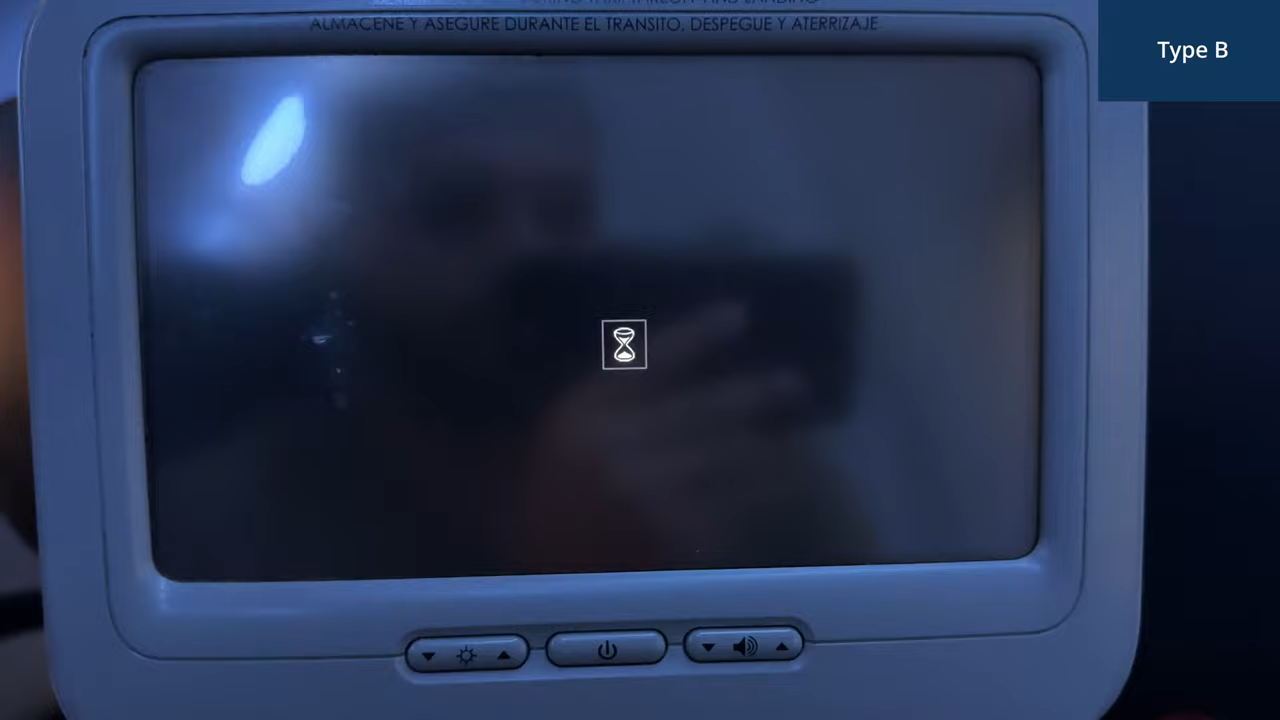 ALMACENE Y ASEGURE DURANTE EL TRANSITO, DESPEGUE Y ATERRIZAJE
Type B